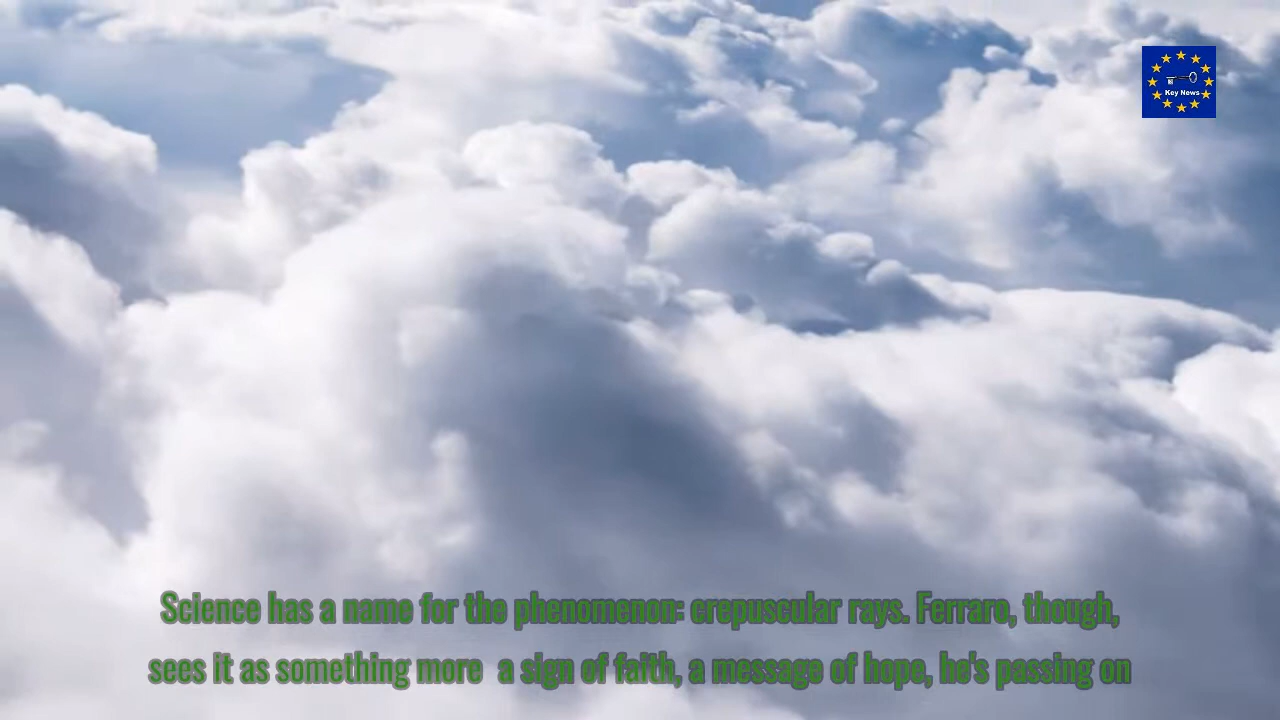 Key News
Science has a name for the phenomenon: crepuscular rays. Ferraro, though,
sees it as something more a sign of faith, a message of hope, he's passing on